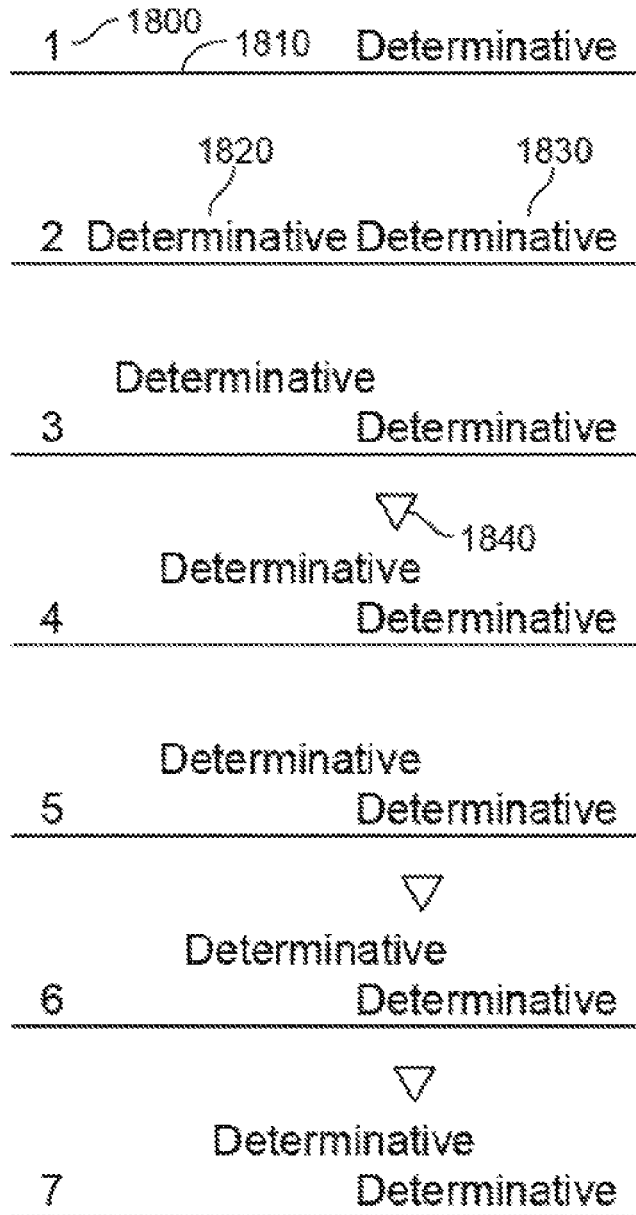 1800
1 1810 Determinative
1820 1830
2 Determinative Determinative
Determinative
3 Determinative
1840
Determinative
4 Determinative
Determinative
5 Determinative
Determinative
6 Determinative
Determinative
7 Determinative